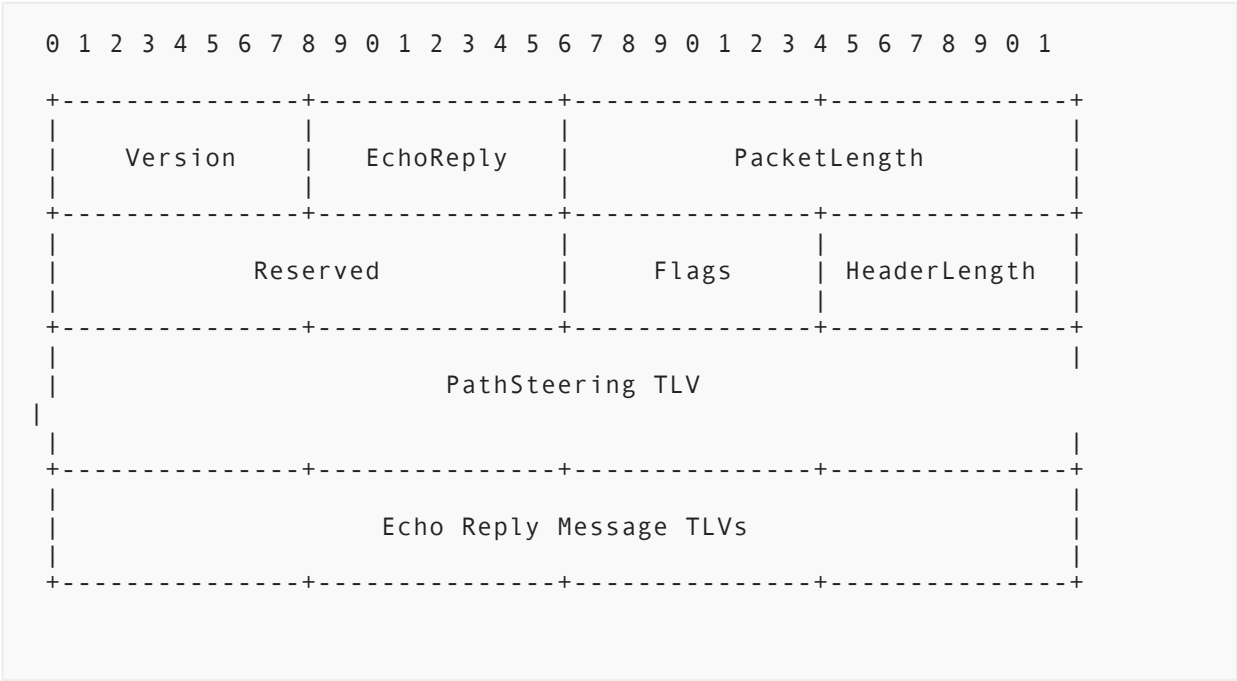 0 1 2 3 4 5 6 7 8 9 0 1 2 3 4 5 6 7 8 9 0 1 2 3 4 5 6 7 8 9 0 1
+---------------+---------------+---------------+---------------+
|               |               |                               |
|    Version    |   EchoReply   |          PacketLength         |
|               |               |                               |
+---------------+---------------+---------------+---------------+
|                               |               |               |
|            Reserved           |     Flags     | HeaderLength  |
|                               |               |               |
+---------------+---------------+---------------+---------------+
|                                                               |
|                        PathSteering TLV
|
|                                                               |
+---------------+---------------+---------------+---------------+
|                                                               |
|                    Echo Reply Message TLVs                    |
|                                                               |
+---------------+---------------+---------------+---------------+